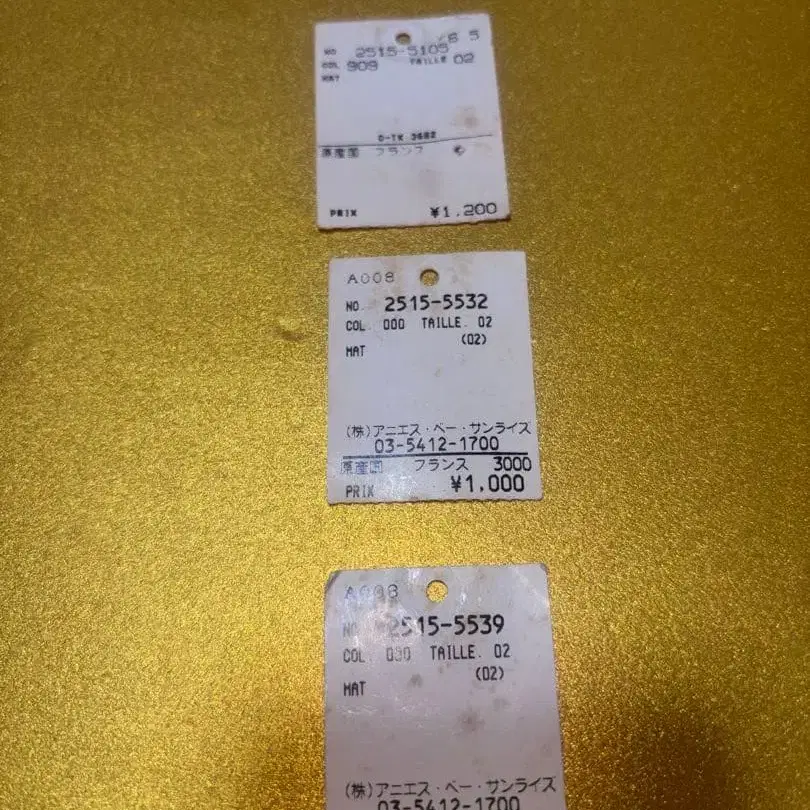 6 5
NO 2515-5105
COL 909 TAILLE 02
MAT
原産国 フランス
PRIX ¥1.200
A008
NO. 2515-5532
COL 000 TAILLE. 02
(02)
MAT
(株)アニエス・ベー・サンライズ
03-5412-1700
原産国 フランス 3000
PRIX ¥1.000
A008
NO. 2515-5539
COL 000 TAILLE. 02
(02)
MAT
(株)アニエス・ベー・サンライズ
03-5412-1700